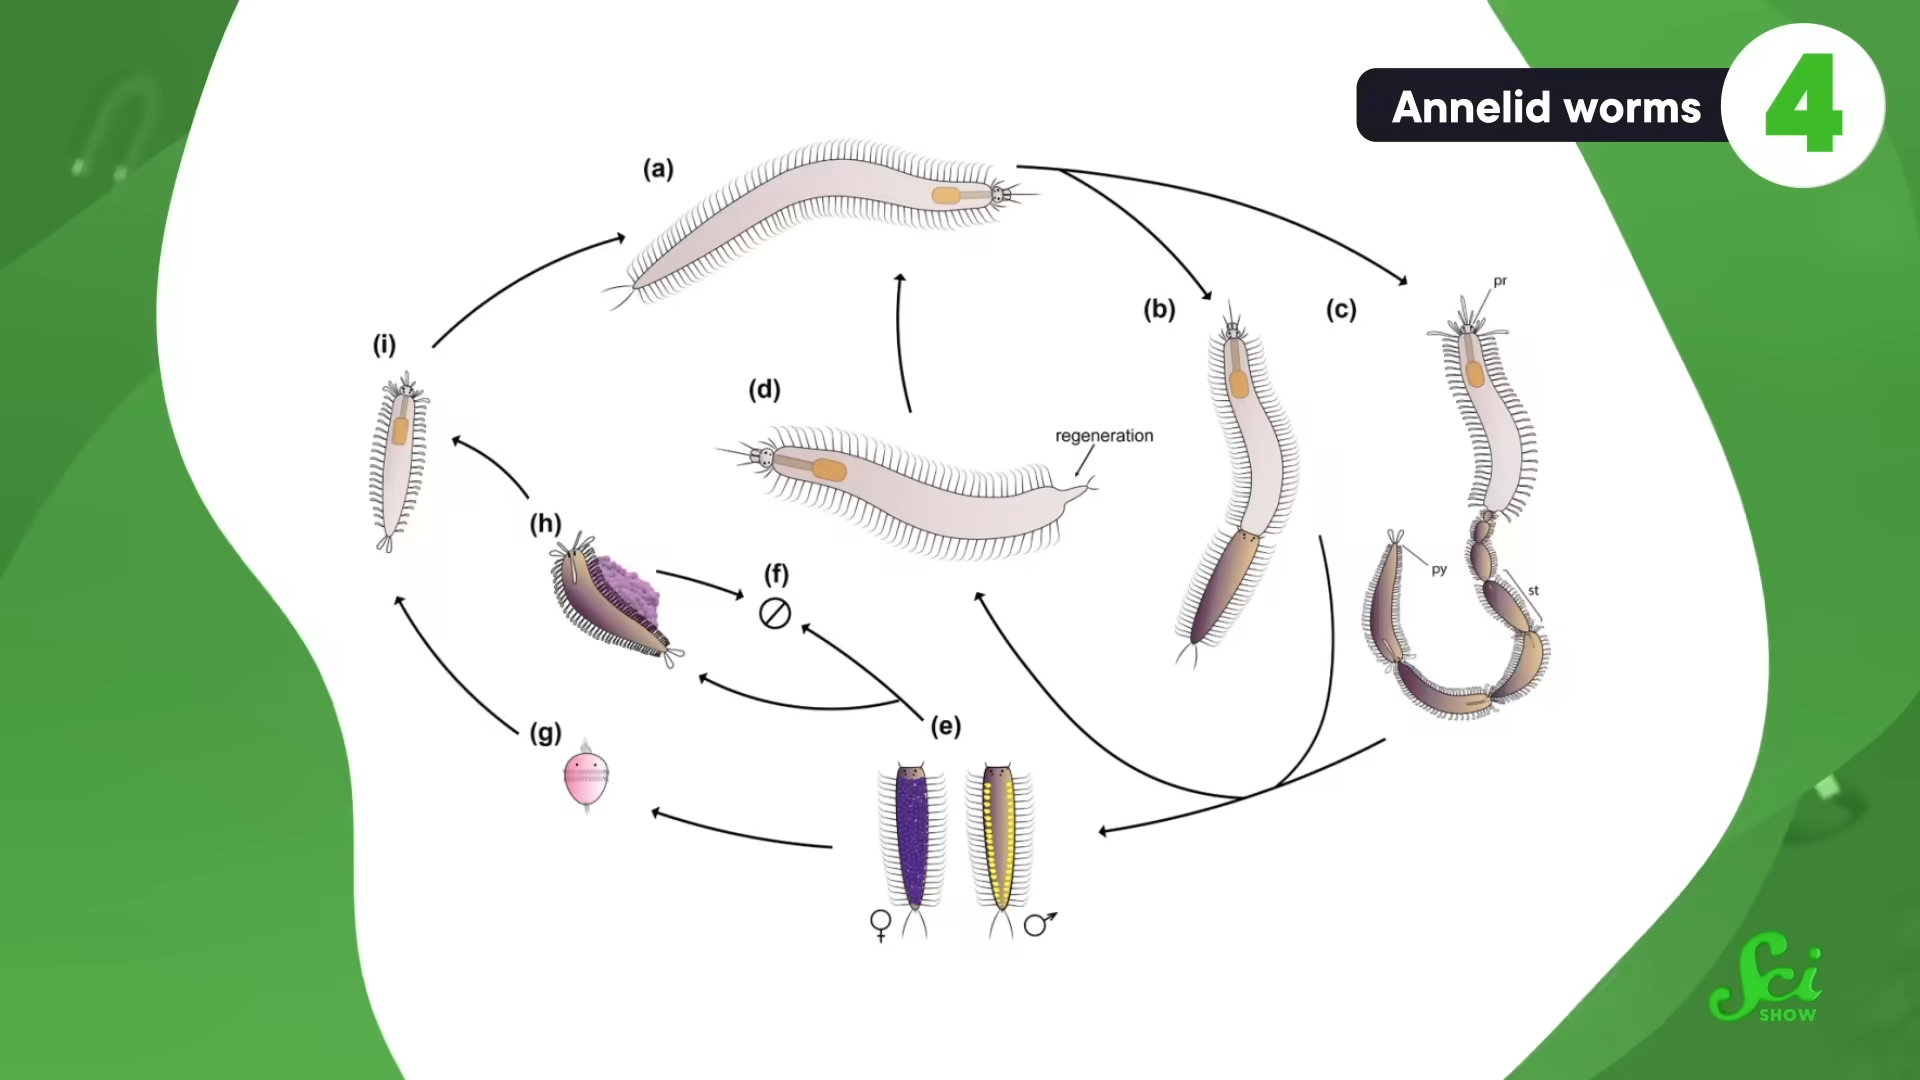 Annelid worms
4
(a)
pr
(b)
(c)
(i)
(d)
regeneration
(h)
py
(f)
st
(e)
(g)
♀
♂
Sci
SHOW